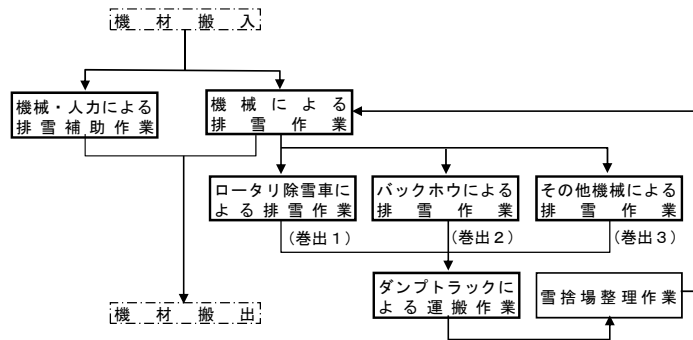 機材搬入
機械・人力による
排雪補助作業
機械による
排雪作業
ロータリ除雪車に
よる排雪作業
バックホウによる
排雪作業
その他機械による
排雪作業
(巻出1)
(巻出2)
(巻出3)
ダンプトラックに
よる運搬作業
雪捨場整理作業
機材搬出